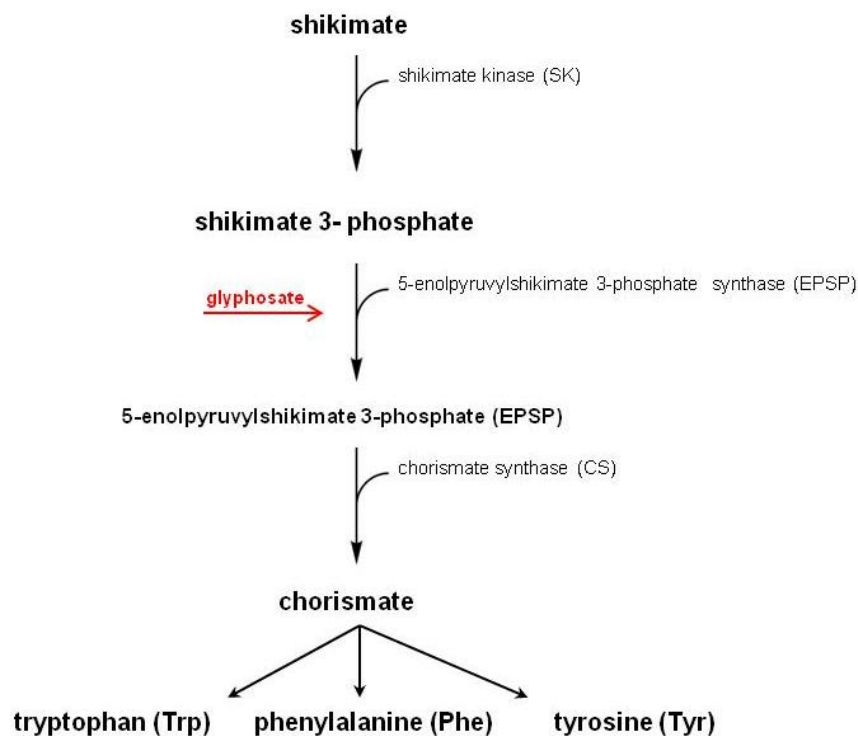 shikimate
shikimate kinase (SK)
shikimate 3- phosphate
glyphosate
5-enolpyruvylshikimate 3-phosphate synthase (EPSP)
5-enolpyruvylshikimate 3-phosphate (EPSP)
chorismate synthase (CS)
chorismate
tryptophan (Trp) phenylalanine (Phe) tyrosine (Tyr)